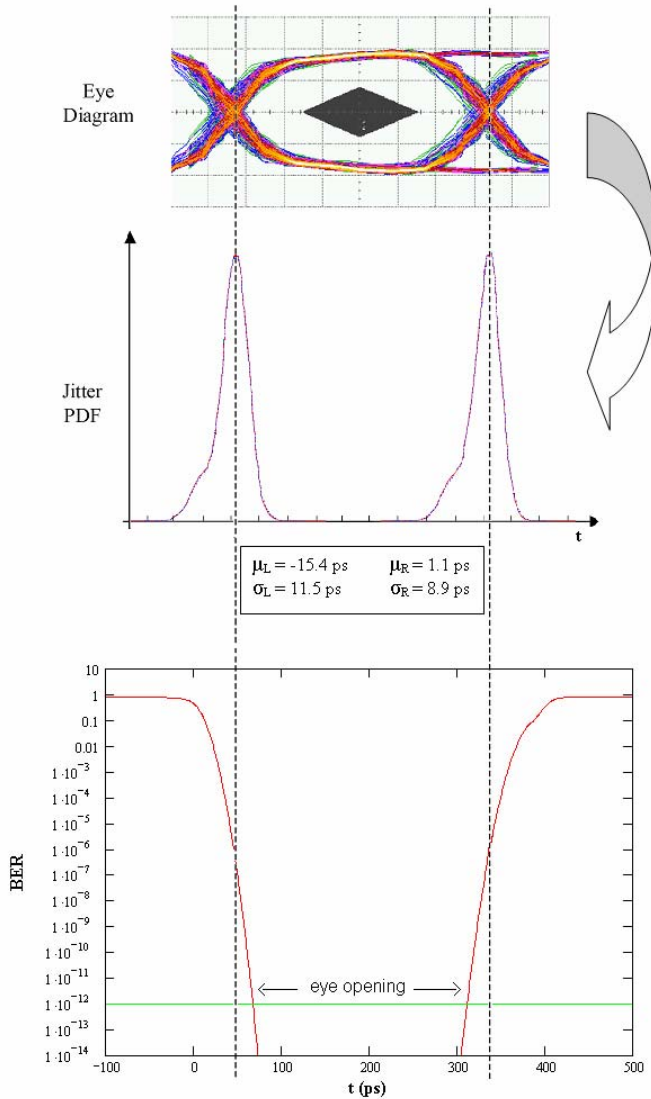 Eye
Diagram
Jitter
PDF
t
μL = -15.4 ps μR = 1.1 ps
σL = 11.5 ps σR = 8.9 ps
10
1
0.1
0.01
1·10⁻³
1·10⁻⁴
1·10⁻⁵
1·10⁻⁶
1·10⁻⁷
1·10⁻⁸
1·10⁻⁹
1·10⁻¹⁰
1·10⁻¹¹
1·10⁻¹²
1·10⁻¹³
1·10⁻¹⁴
BER
eye opening
−100 0 100 200 300 400 500
t (ps)